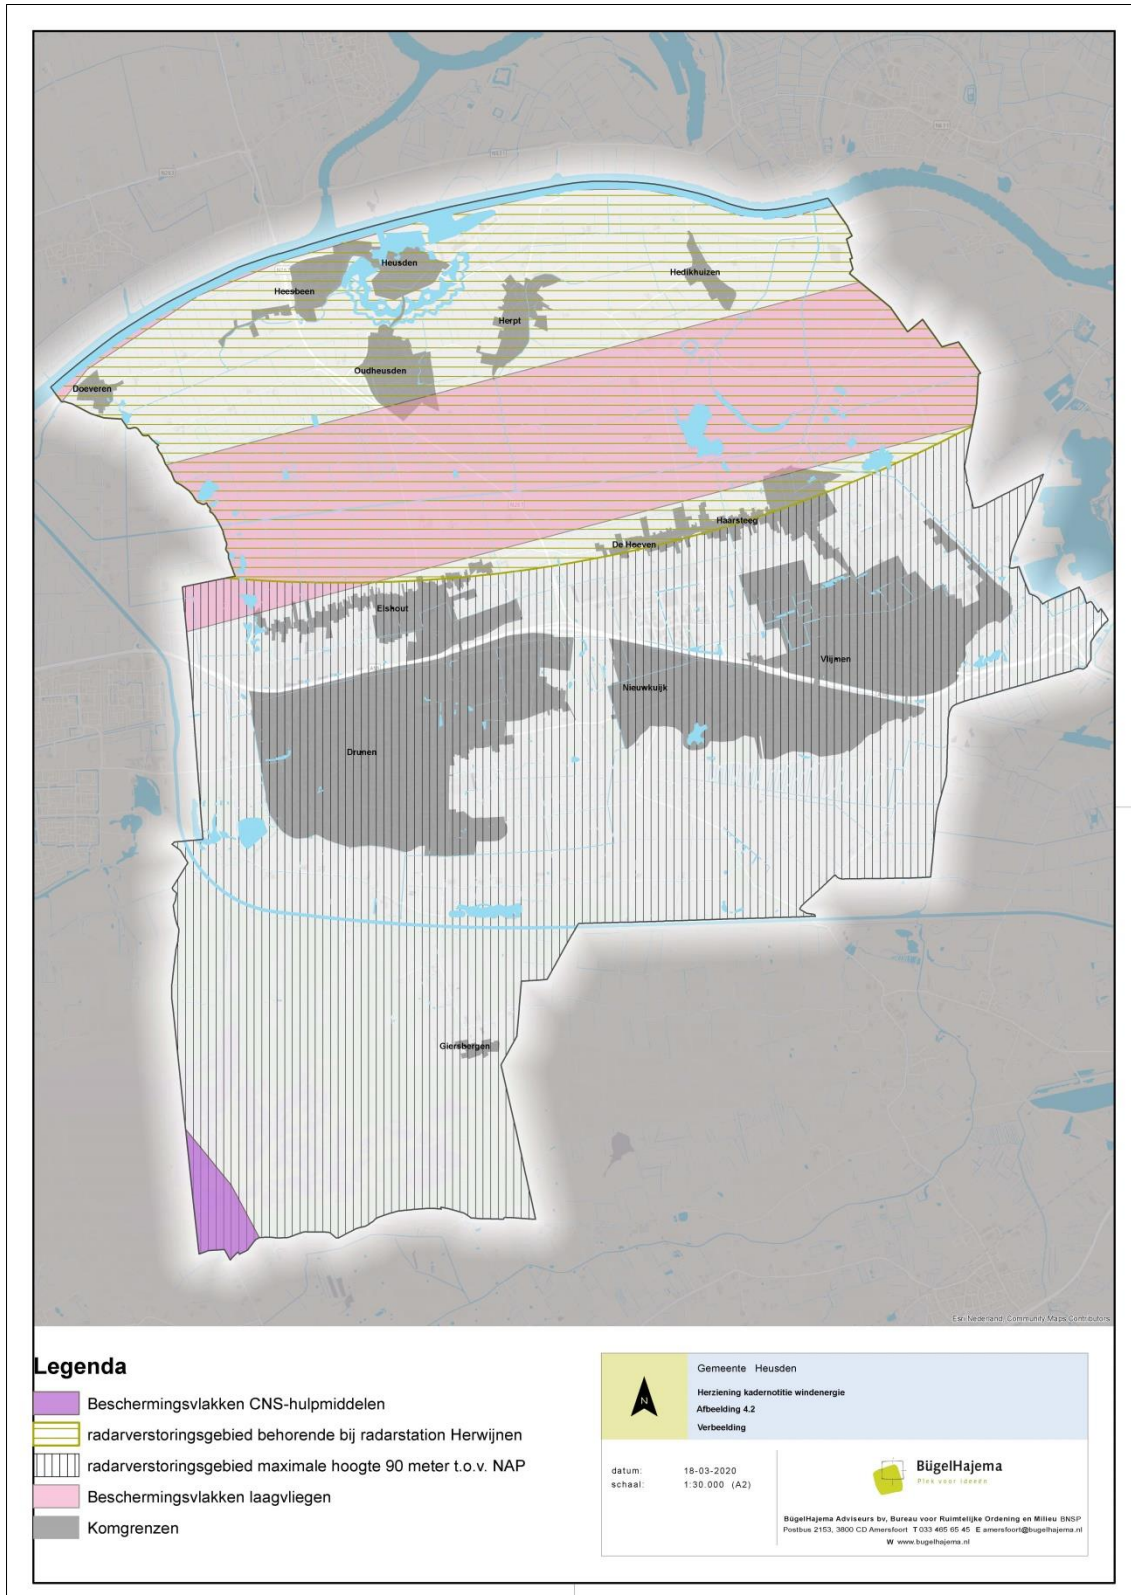 Heusden
Hedikhuizen
Heesbeen
Herpt
Oudheusden
Doeveren
Haarsteeg
De Hoeven
Elshout
Vlijmen
Nieuwkuijk
Drunen
Giersbergen
Esri Nederland, Community Maps Contributors
Legenda
Beschermingsvlakken CNS-hulpmiddelen
radarverstoringsgebied behorende bij radarstation Herwijnen
radarverstoringsgebied maximale hoogte 90 meter t.o.v. NAP
Beschermingsvlakken laagvliegen
Komgrenzen
N
Gemeente Heusden
Herziening kadernotitie windenergie
Afbeelding 4.2
Verbeelding
datum: 18-03-2020
schaal: 1:30.000 (A2)
BügelHajema
Plek voor ideeën
BügelHajema Adviseurs bv, Bureau voor Ruimtelijke Ordening en Milieu BNSP
Postbus 2153, 3800 CD Amersfoort T 033 465 65 45 E amersfoort@bugelhajema.nl
W www.bugelhajema.nl